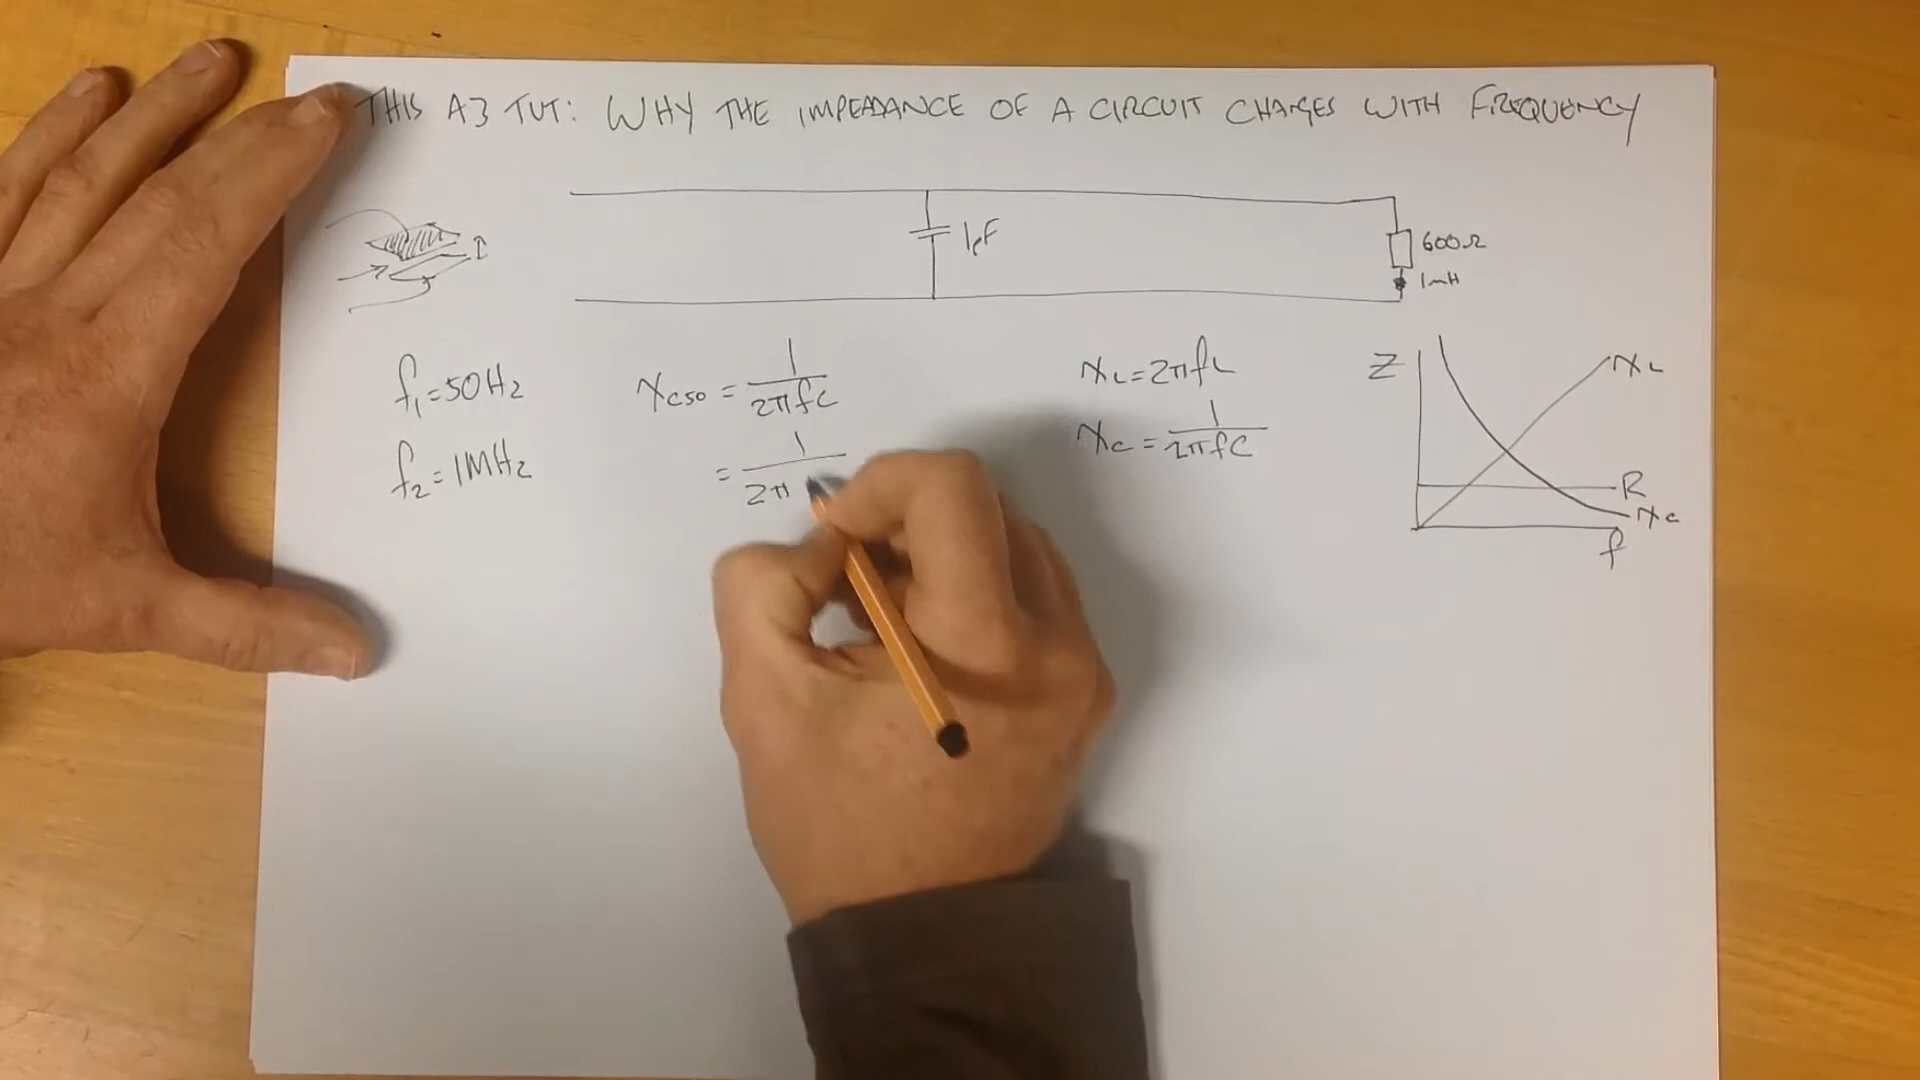 THIS A3 TUT: WHY THE IMPEDANCE OF A CIRCUIT CHANGES WITH FREQUENCY
600Ω
1mH
f₁=50Hz
f₂=1MHz
Xc50 = 1/2πfC
= 1/2π
XL=2πfL
Xc = 1/2πfC
Z
XL
R
Xc
f